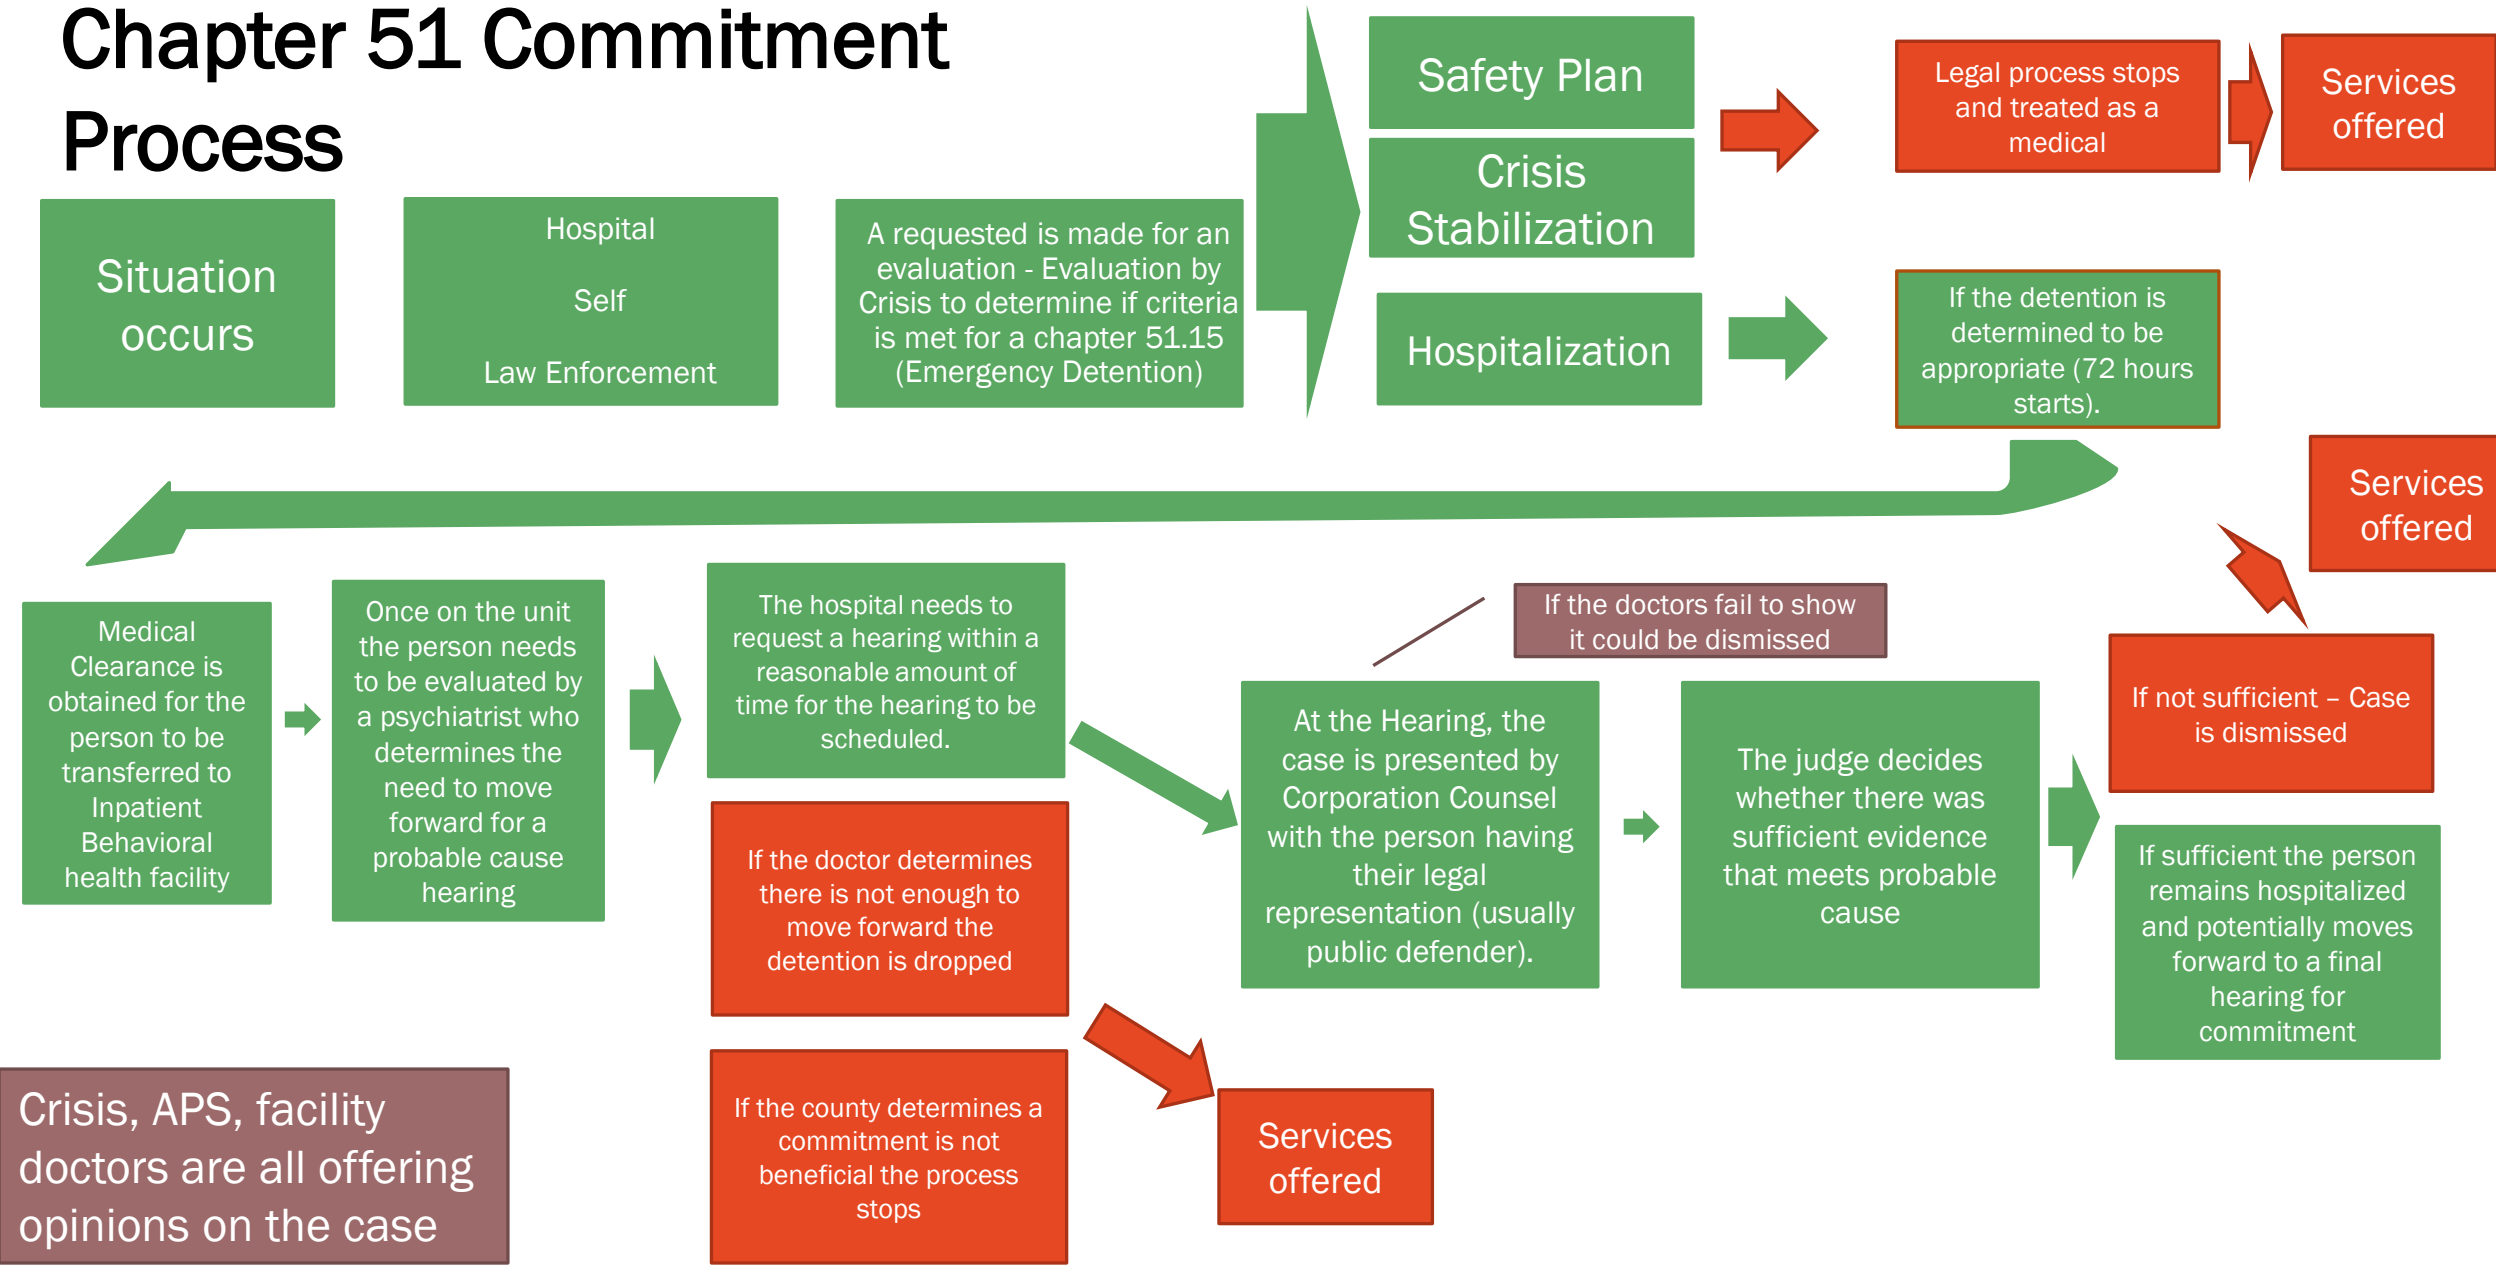 Chapter 51 Commitment
Process
Situation
occurs
Hospital
Self
Law Enforcement
A requested is made for an
evaluation - Evaluation by
Crisis to determine if criteria
is met for a chapter 51.15
(Emergency Detention)
Safety Plan
Crisis
Stabilization
Hospitalization
Legal process stops
and treated as a
medical
Services
offered
If the detention is
determined to be
appropriate (72 hours
starts).
Services
offered
Medical
Clearance is
obtained for the
person to be
transferred to
Inpatient
Behavioral
health facility
Once on the unit
the person needs
to be evaluated by
a psychiatrist who
determines the
need to move
forward for a
probable cause
hearing
The hospital needs to
request a hearing within a
reasonable amount of
time for the hearing to be
scheduled.
If the doctor determines
there is not enough to
move forward the
detention is dropped
If the county determines a
commitment is not
beneficial the process
stops
Services
offered
If the doctors fail to show
it could be dismissed
At the Hearing, the
case is presented by
Corporation Counsel
with the person having
their legal
representation (usually
public defender).
The judge decides
whether there was
sufficient evidence
that meets probable
cause
If not sufficient – Case
is dismissed
If sufficient the person
remains hospitalized
and potentially moves
forward to a final
hearing for
commitment
Crisis, APS, facility
doctors are all offering
opinions on the case